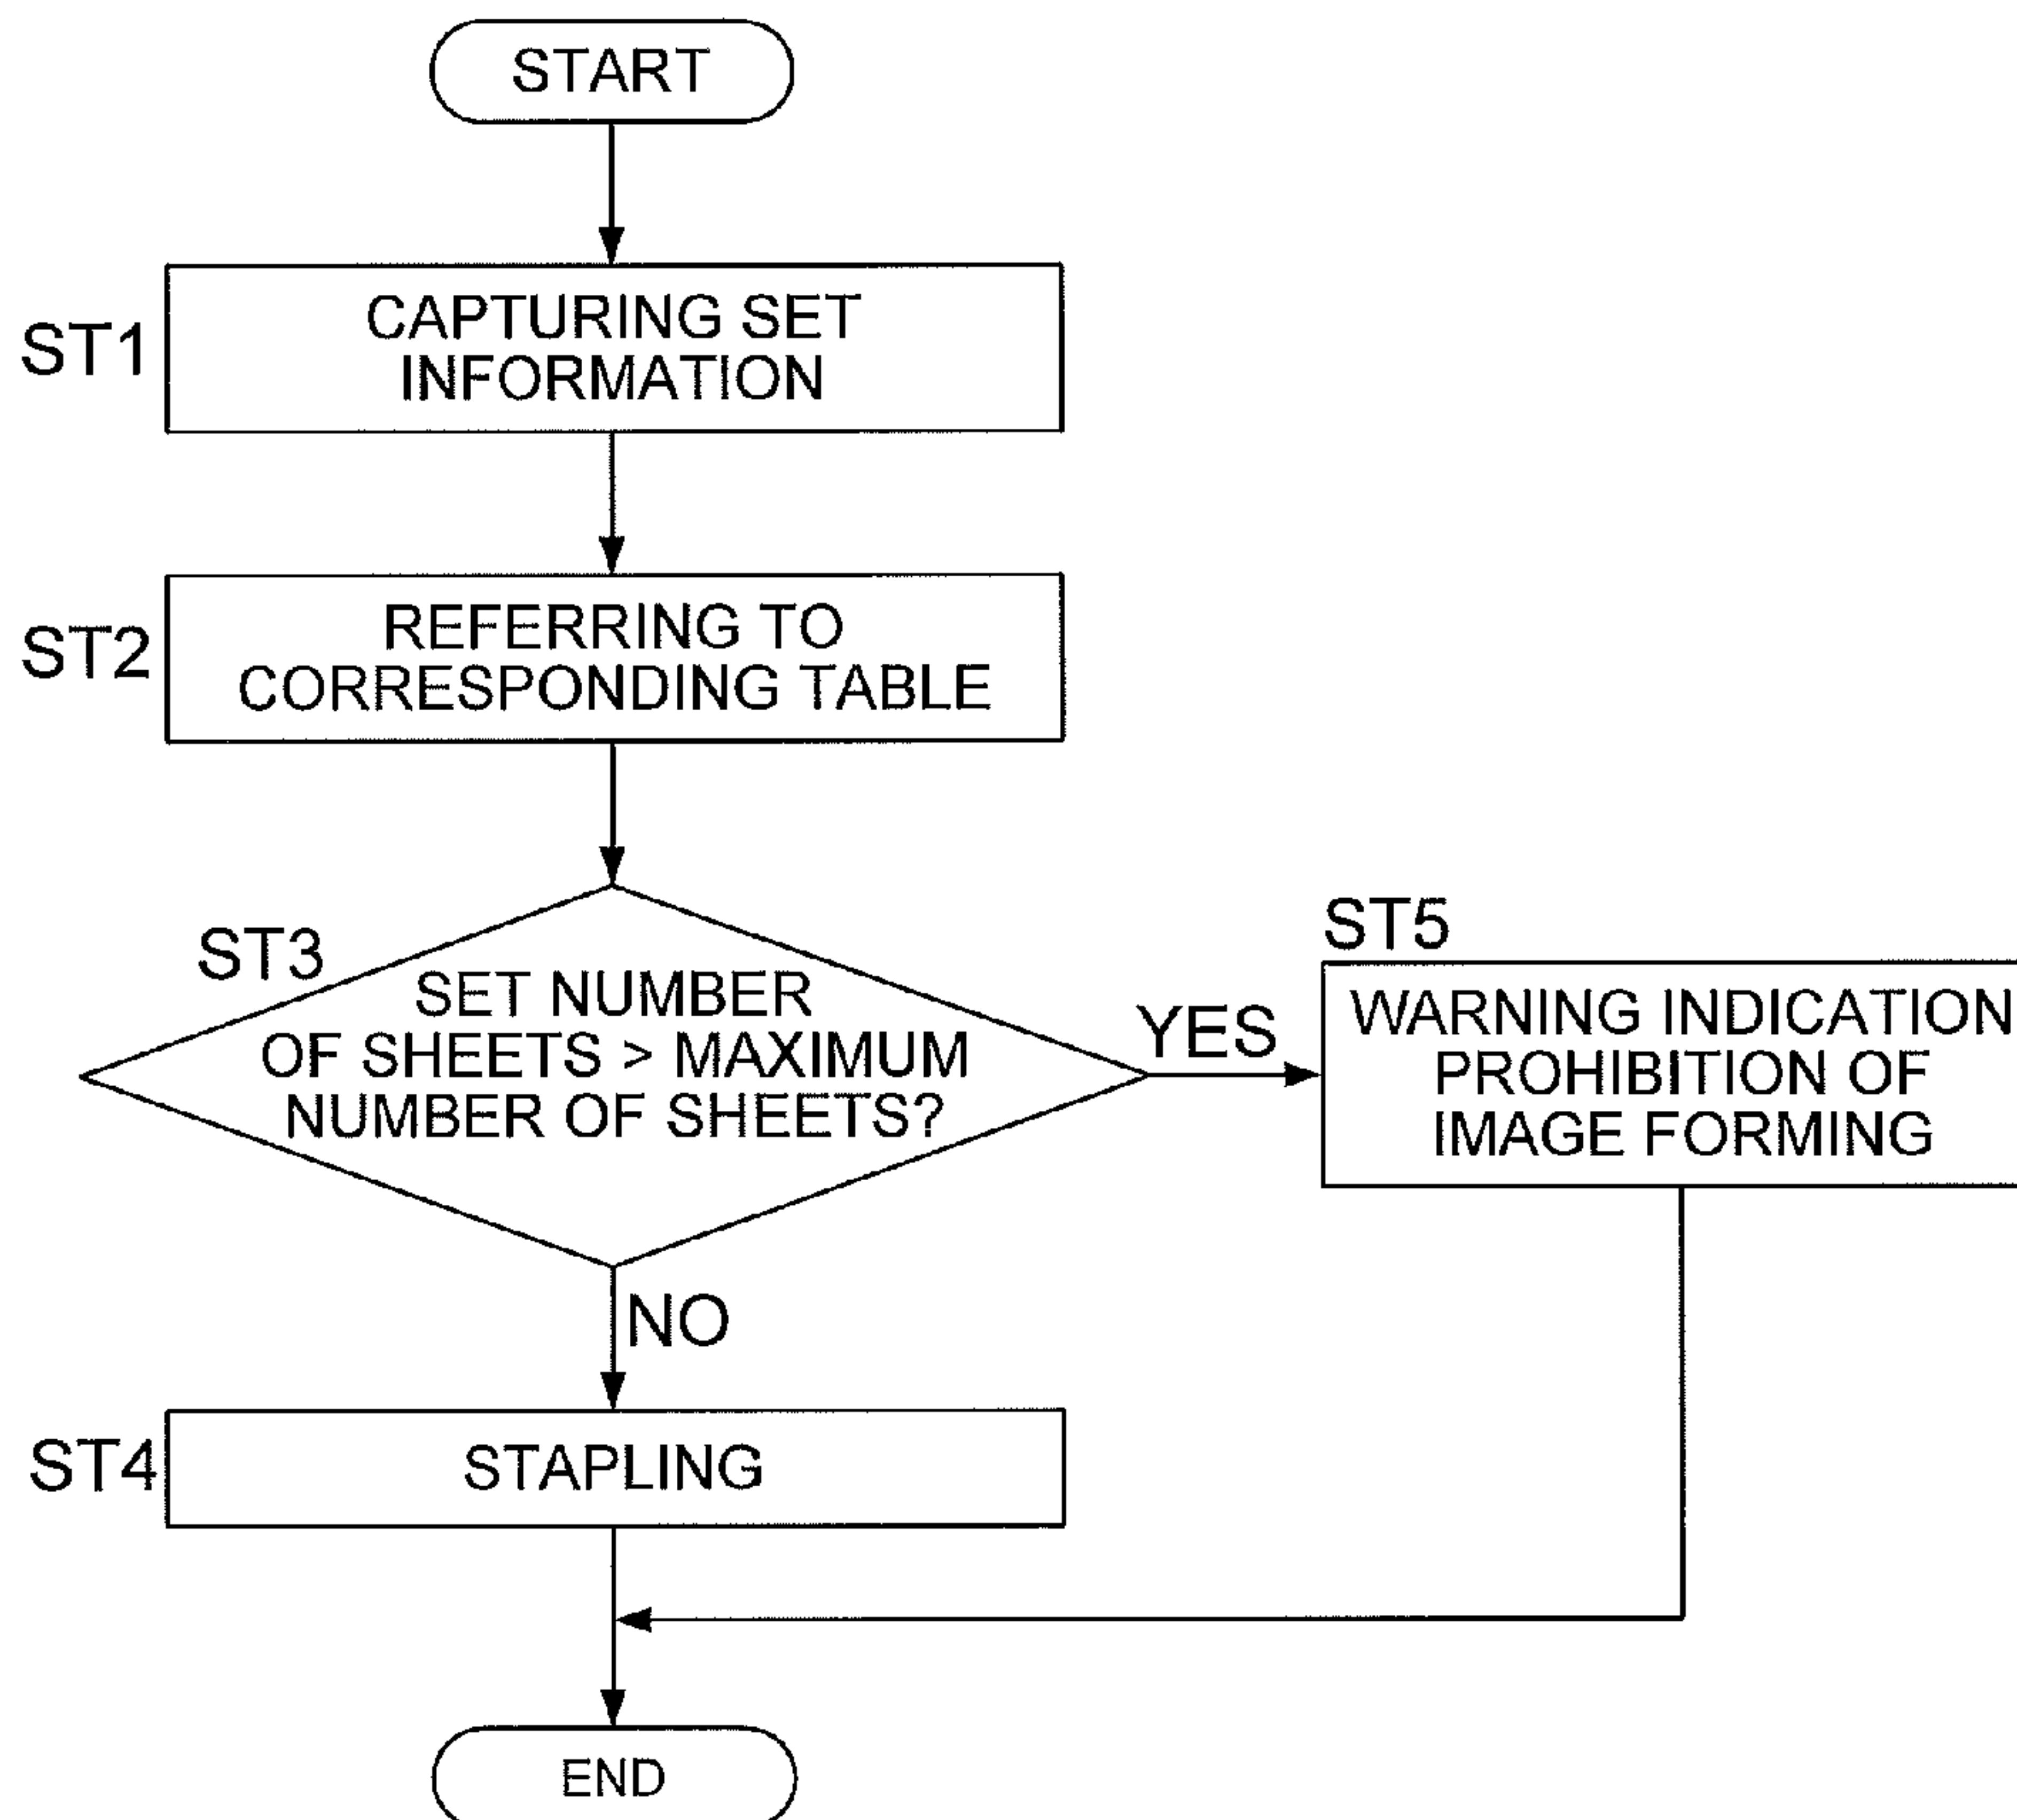 START
ST1
CAPTURING SET
INFORMATION
ST2
REFERRING TO
CORRESPONDING TABLE
ST3
SET NUMBER
OF SHEETS > MAXIMUM
NUMBER OF SHEETS?
YES
ST5
WARNING INDICATION
PROHIBITION OF
IMAGE FORMING
NO
ST4
STAPLING
END